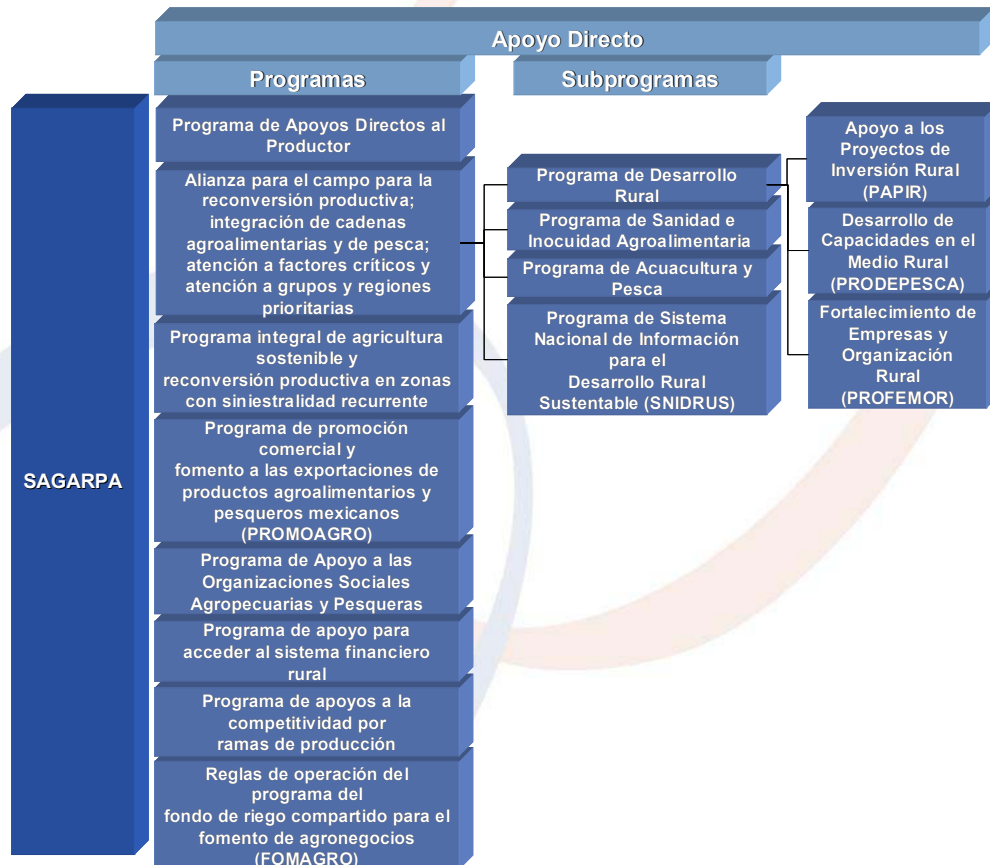 Apoyo Directo
Programas
Subprogramas
SAGARPA
Programa de Apoyos Directos al
Productor
Alianza para el campo para la
reconversión productiva;
integración de cadenas
agroalimentarias y de pesca;
atención a factores críticos y
atención a grupos y regiones
prioritarias
Programa integral de agricultura
sostenible y
reconversión productiva en zonas
con siniestralidad recurrente
Programa de promoción
comercial y
fomento a las exportaciones de
productos agroalimentarios y
pesqueros mexicanos
(PROMOAGRO)
Programa de Apoyo a las
Organizaciones Sociales
Agropecuarias y Pesqueras
Programa de apoyo para
acceder al sistema financiero
rural
Programa de apoyos a la
competitividad por
ramas de producción
Reglas de operación del
programa del
fondo de riego compartido para el
fomento de agronegocios
(FOMAGRO)
Programa de Desarrollo
Rural
Programa de Sanidad e
Inocuidad Agroalimentaria
Programa de Acuacultura y
Pesca
Programa de Sistema
Nacional de Información
para el
Desarrollo Rural
Sustentable (SNIDRUS)
Apoyo a los
Proyectos de
Inversión Rural
(PAPIR)
Desarrollo de
Capacidades en el
Medio Rural
(PRODEPESCA)
Fortalecimiento de
Empresas y
Organización
Rural
(PROFEMOR)